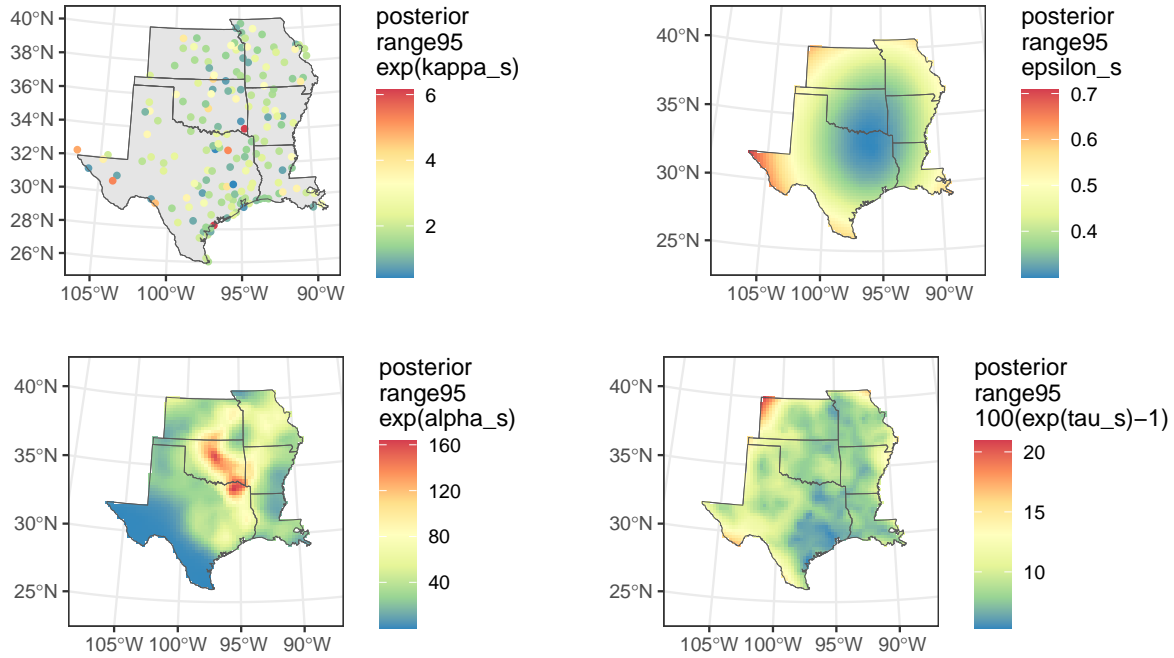 posterior
range95
exp(kappa_s)
40°N
38°N
36°N
34°N
32°N
30°N
28°N
26°N
6
4
2
105°W 100°W 95°W 90°W
posterior
range95
epsilon_s
40°N
35°N
30°N
25°N
0.7
0.6
0.5
0.4
105°W 100°W 95°W 90°W
posterior
range95
exp(alpha_s)
40°N
35°N
30°N
25°N
160
120
80
40
105°W 100°W 95°W 90°W
posterior
range95
100(exp(tau_s)−1)
40°N
35°N
30°N
25°N
20
15
10
105°W 100°W 95°W 90°W